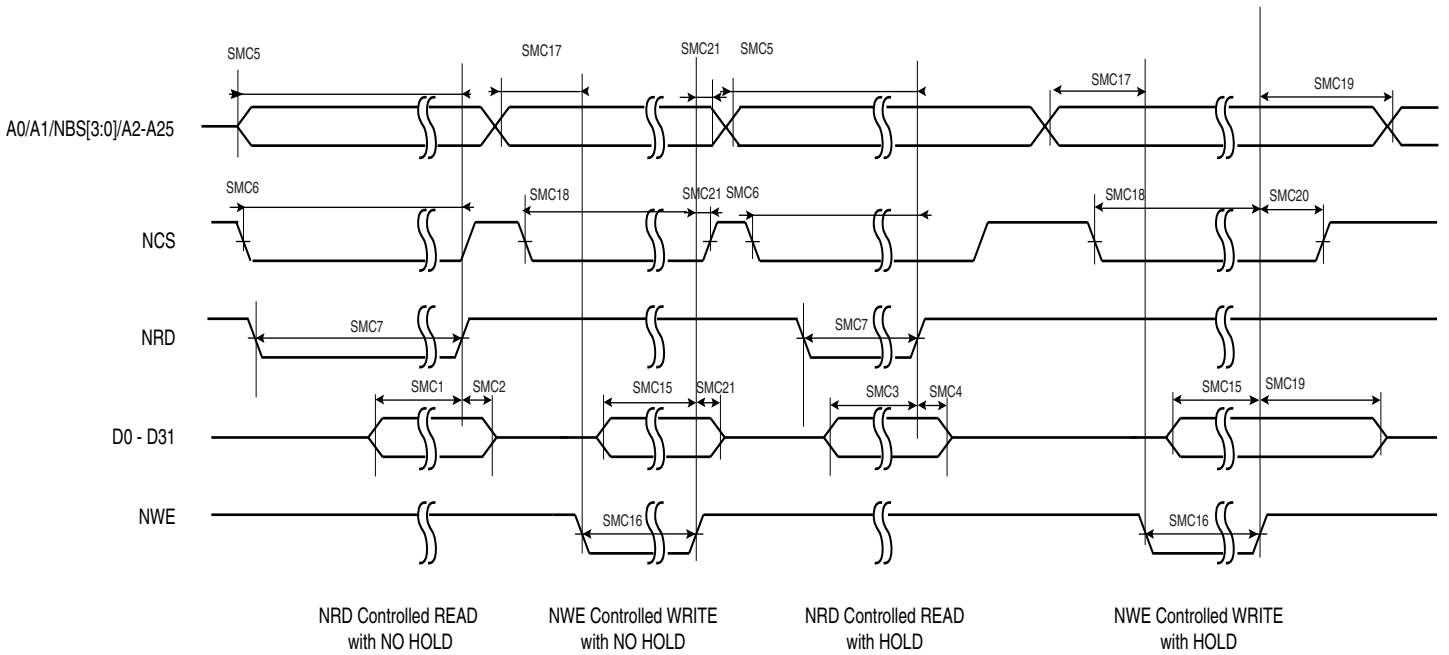 SMC5
SMC17
SMC21
SMC5
SMC17
SMC19
A0/A1/NBS[3:0]/A2-A25
SMC6
SMC18
SMC21
SMC6
SMC18
SMC20
NCS
SMC7
SMC7
NRD
SMC1
SMC2
SMC15
SMC21
SMC3
SMC4
SMC15
SMC19
D0 - D31
NWE
SMC16
SMC16
NRD Controlled READ
with NO HOLD
NWE Controlled WRITE
with NO HOLD
NRD Controlled READ
with HOLD
NWE Controlled WRITE
with HOLD